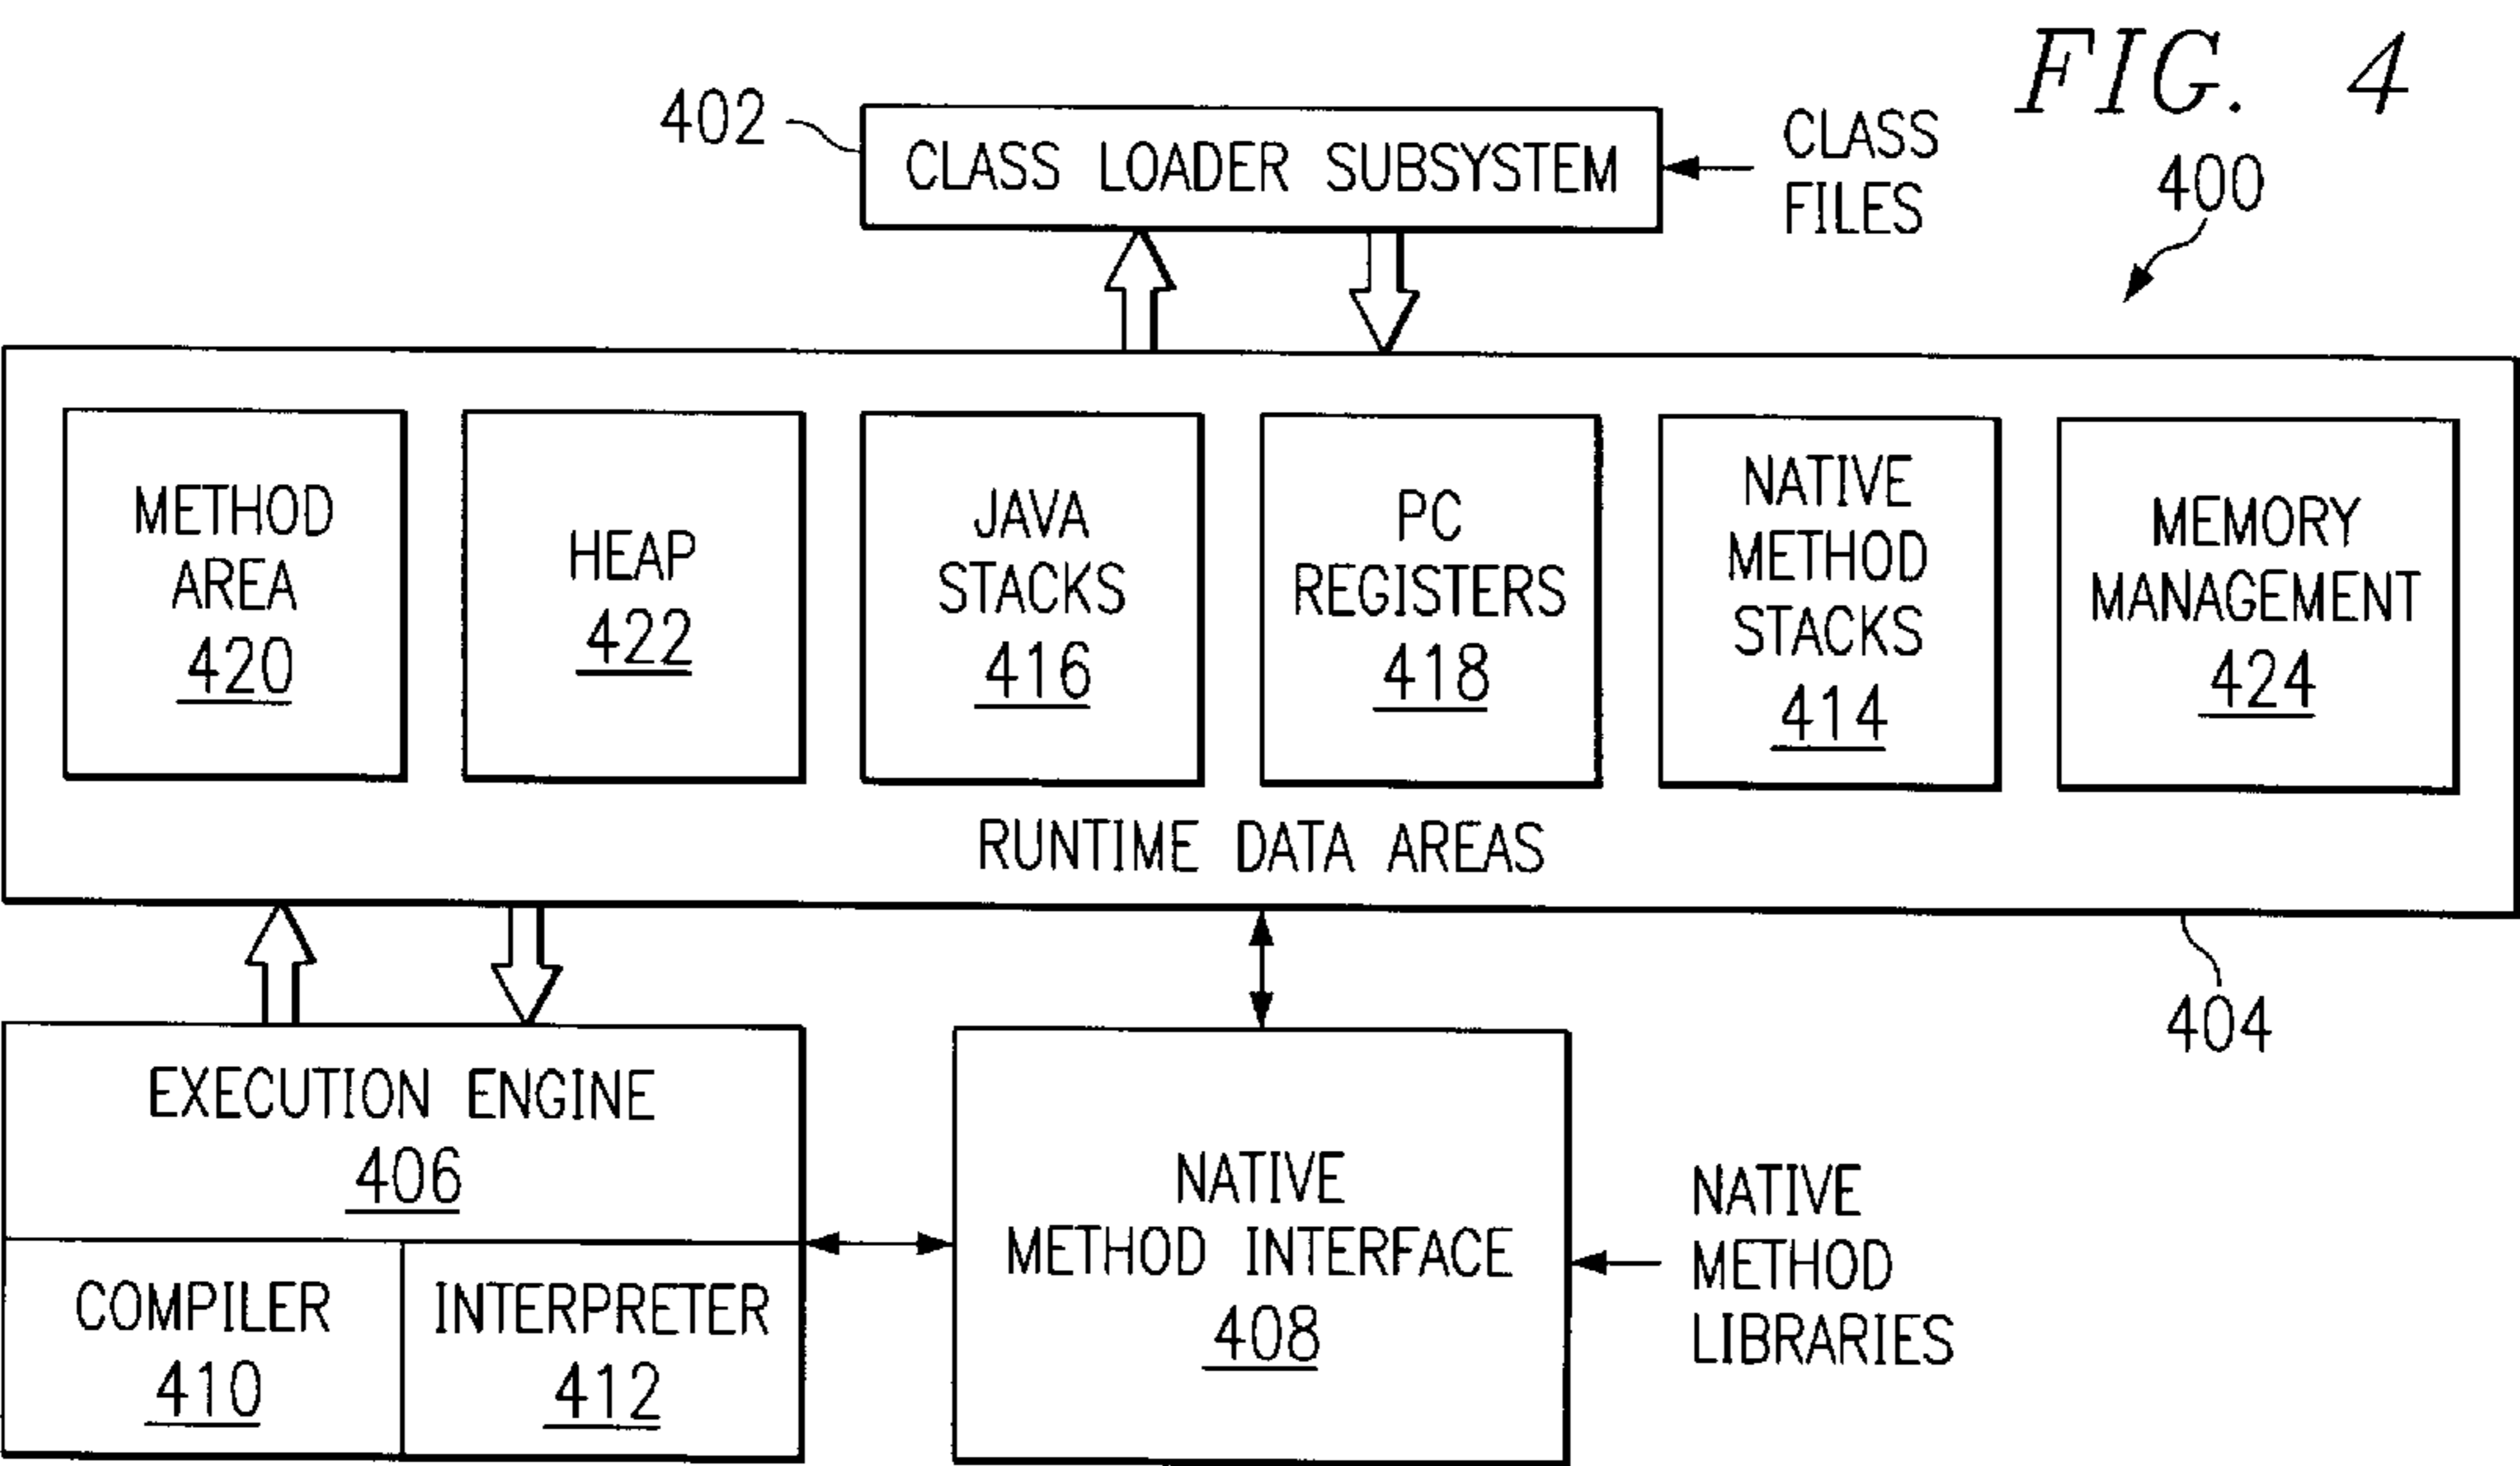 FIG. 4
402
CLASS LOADER SUBSYSTEM
CLASS
FILES
400
METHOD
AREA
420
HEAP
422
JAVA
STACKS
416
PC
REGISTERS
418
NATIVE
METHOD
STACKS
414
MEMORY
MANAGEMENT
424
RUNTIME DATA AREAS
404
EXECUTION ENGINE
406
COMPILER
410
INTERPRETER
412
NATIVE
METHOD INTERFACE
408
NATIVE
METHOD
LIBRARIES